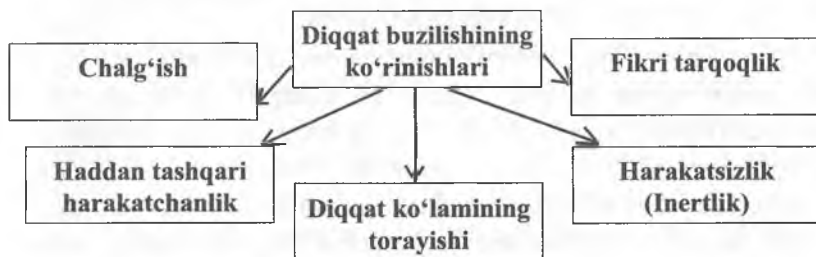 Diqqat buzilishining
ko‘rinishlari
Chalg‘ish
Fikri tarqoqlik
Haddan tashqari
harakatchanlik
Diqqat ko‘lamining
torayishi
Harakatsizlik
(Inertlik)